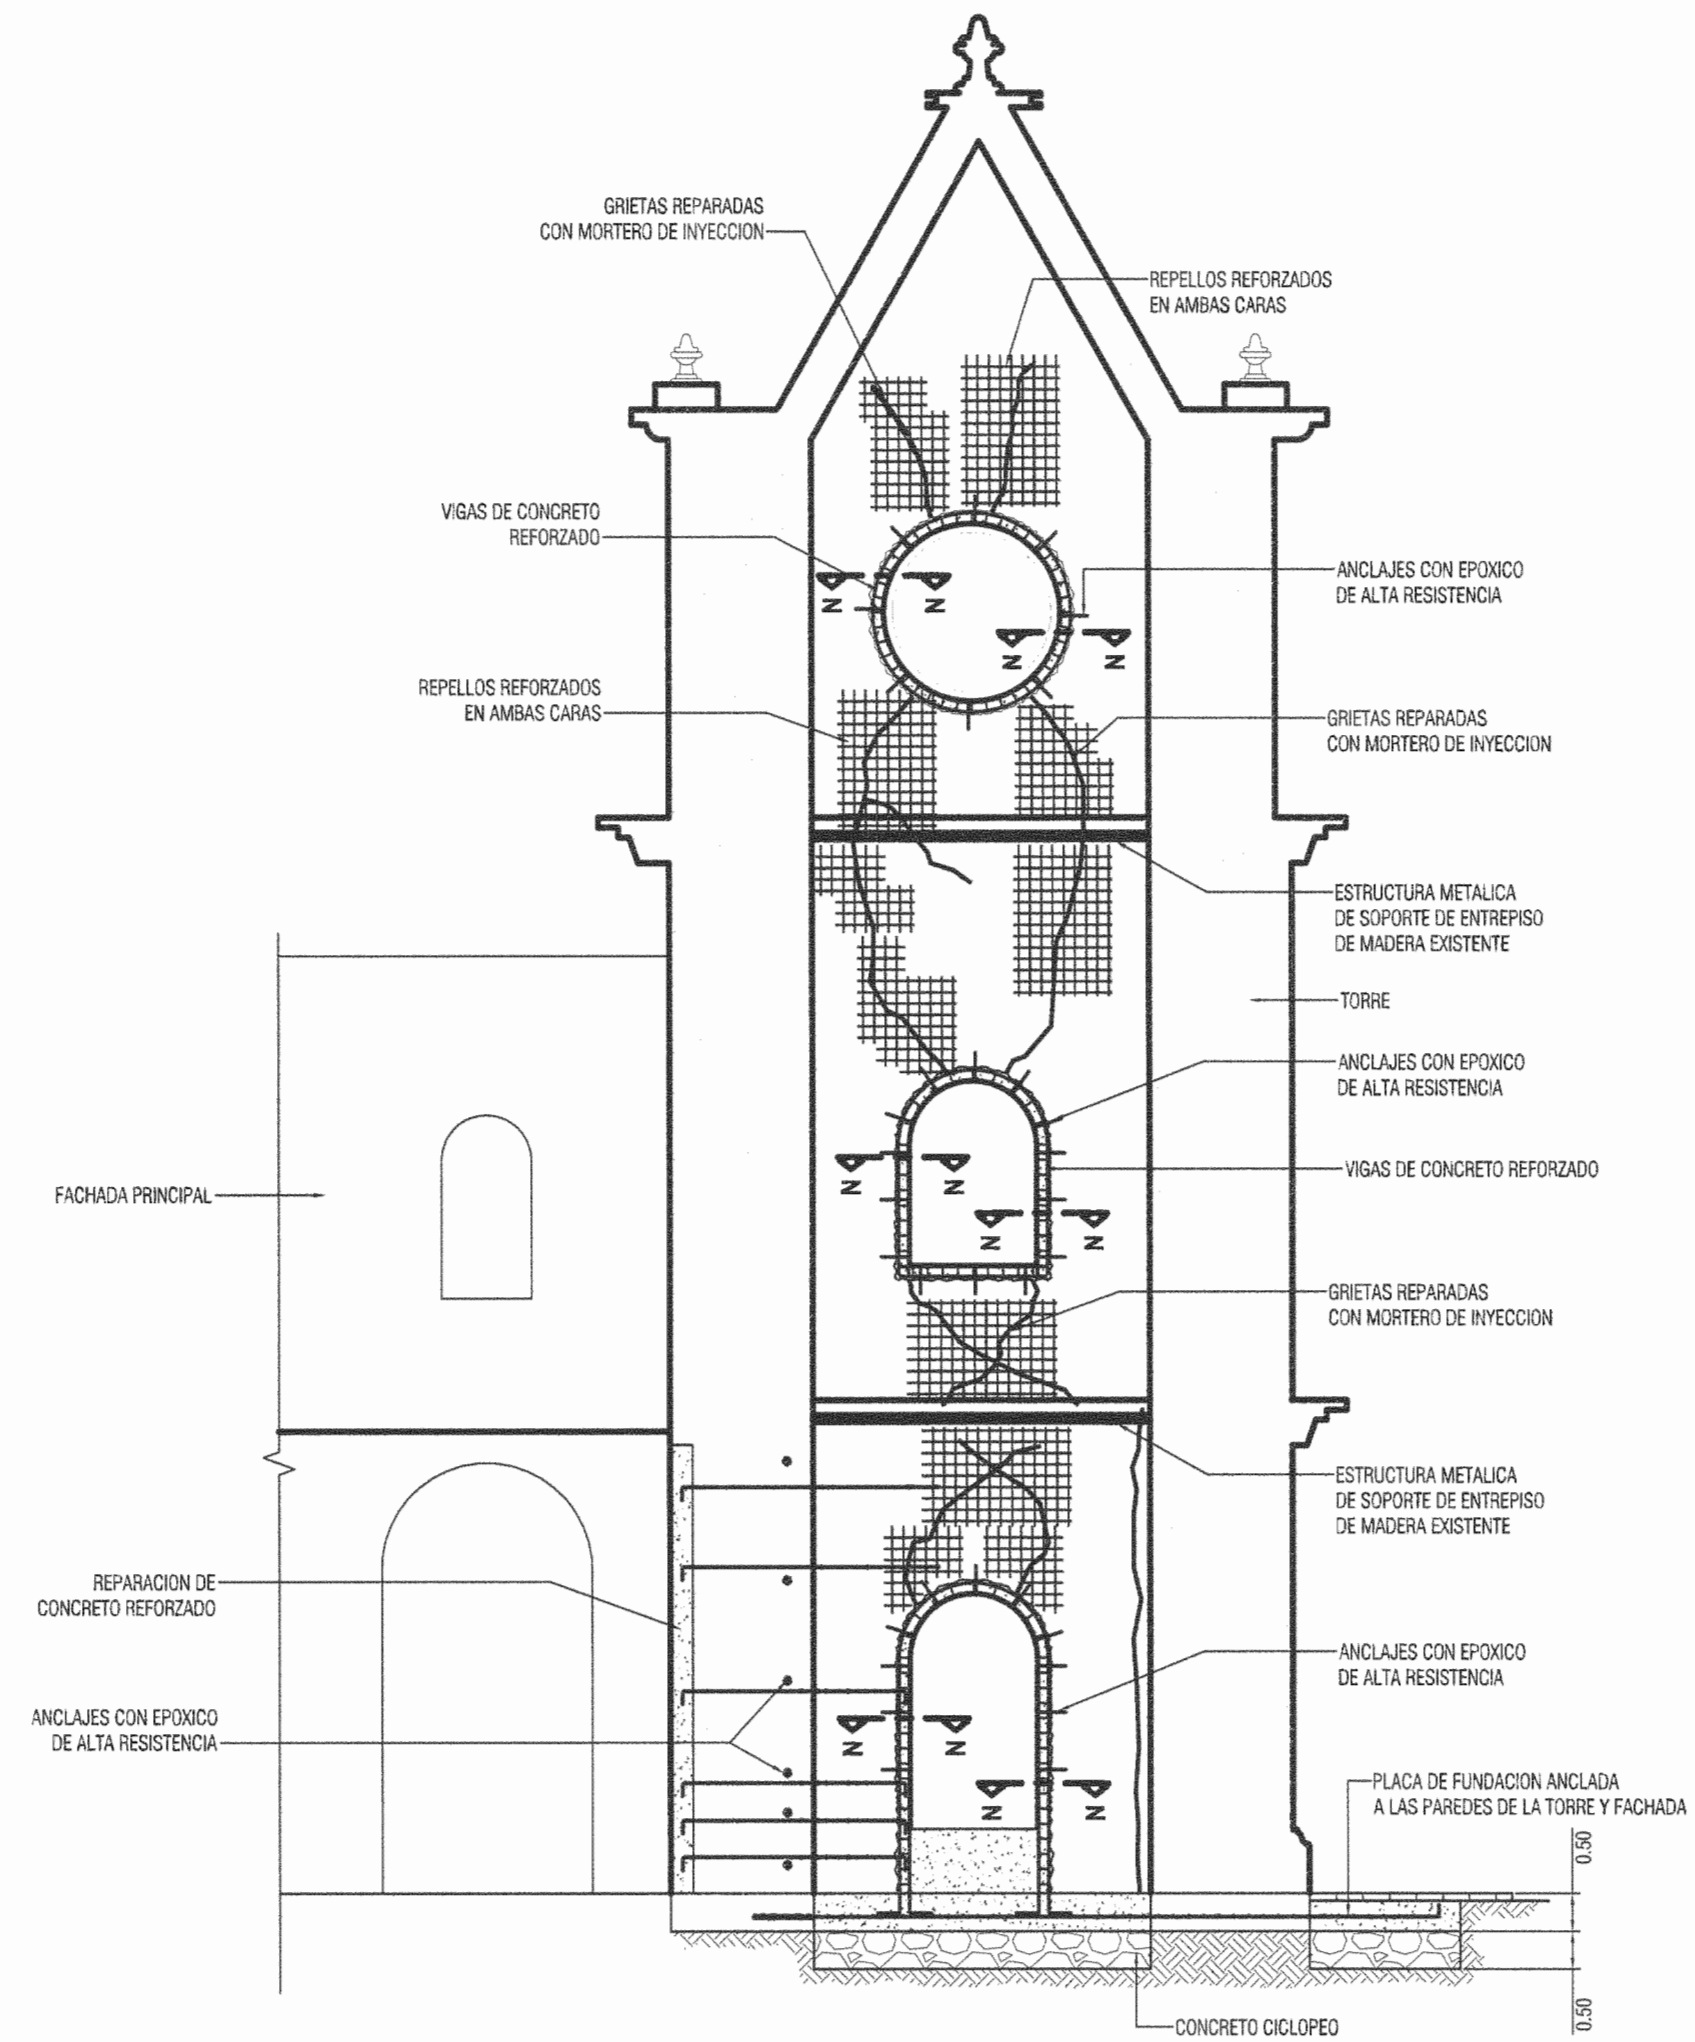 GRIETAS REPARADAS
CON MORTERO DE INYECCION
REPELLOS REFORZADOS
EN AMBAS CARAS
VIGAS DE CONCRETO
REFORZADO
ANCLAJES CON EPOXICO
DE ALTA RESISTENCIA
N
N
N
N
REPELLOS REFORZADOS
EN AMBAS CARAS
GRIETAS REPARADAS
CON MORTERO DE INYECCION
ESTRUCTURA METALICA
DE SOPORTE DE ENTREPISO
DE MADERA EXISTENTE
TORRE
ANCLAJES CON EPOXICO
DE ALTA RESISTENCIA
VIGAS DE CONCRETO REFORZADO
N
N
FACHADA PRINCIPAL
N
N
GRIETAS REPARADAS
CON MORTERO DE INYECCION
ESTRUCTURA METALICA
DE SOPORTE DE ENTREPISO
DE MADERA EXISTENTE
REPARACION DE
CONCRETO REFORZADO
ANCLAJES CON EPOXICO
DE ALTA RESISTENCIA
ANCLAJES CON EPOXICO
DE ALTA RESISTENCIA
N
N
N
N
PLACA DE FUNDACION ANCLADA
A LAS PAREDES DE LA TORRE Y FACHADA
0.50
0.50
CONCRETO CICLOPEO